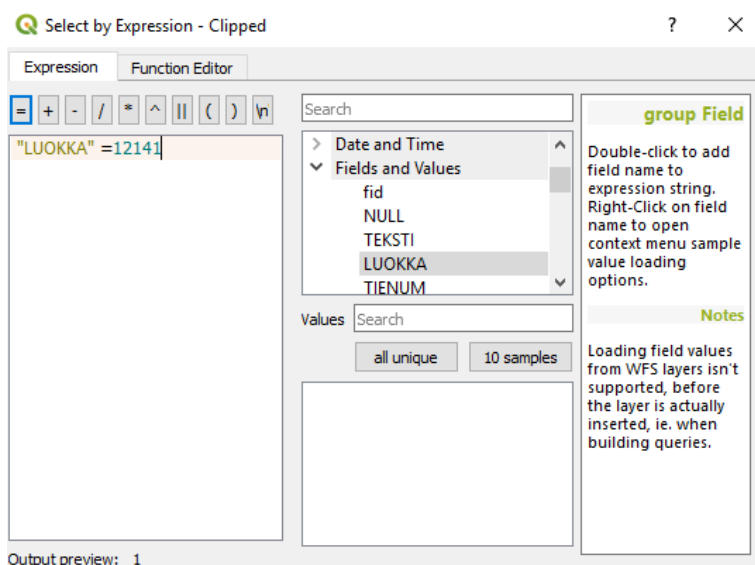 Select by Expression - Clipped
?
Expression
Function Editor
= + - / * ^ || ( ) \n'
"LUOKKA" =12141
Search
Date and Time
Fields and Values
fid
NULL
TEKSTI
LUOKKA
TIENUM
Values
Search
all unique
10 samples
group Field
Double-click to add
field name to
expression string.
Right-Click on field
name to open
context menu sample
value loading
options.
Notes
Loading field values
from WFS layers isn't
supported, before
the layer is actually
inserted, ie. when
building queries.
Output preview: 1